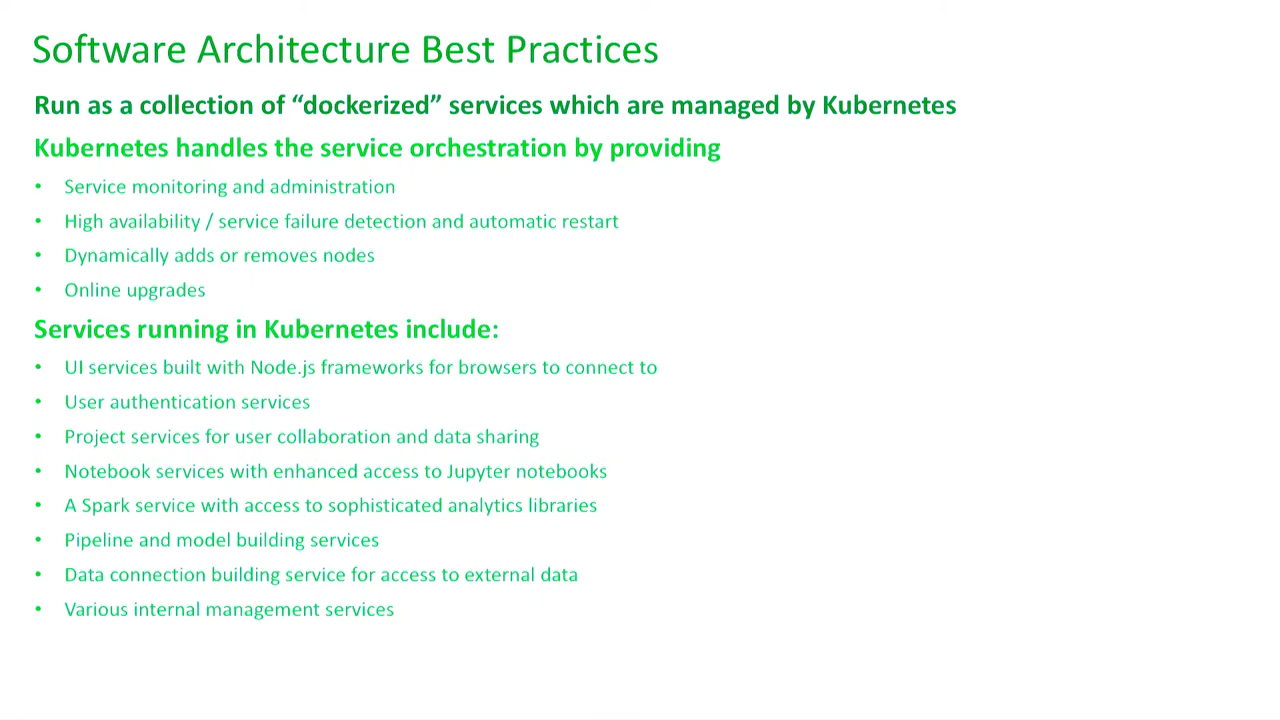 Software Architecture Best Practices
Run as a collection of “dockerized” services which are managed by Kubernetes
Kubernetes handles the service orchestration by providing
• Service monitoring and administration
• High availability / service failure detection and automatic restart
• Dynamically adds or removes nodes
• Online upgrades
Services running in Kubernetes include:
• UI services built with Node.js frameworks for browsers to connect to
• User authentication services
• Project services for user collaboration and data sharing
• Notebook services with enhanced access to Jupyter notebooks
• A Spark service with access to sophisticated analytics libraries
• Pipeline and model building services
• Data connection building service for access to external data
• Various internal management services